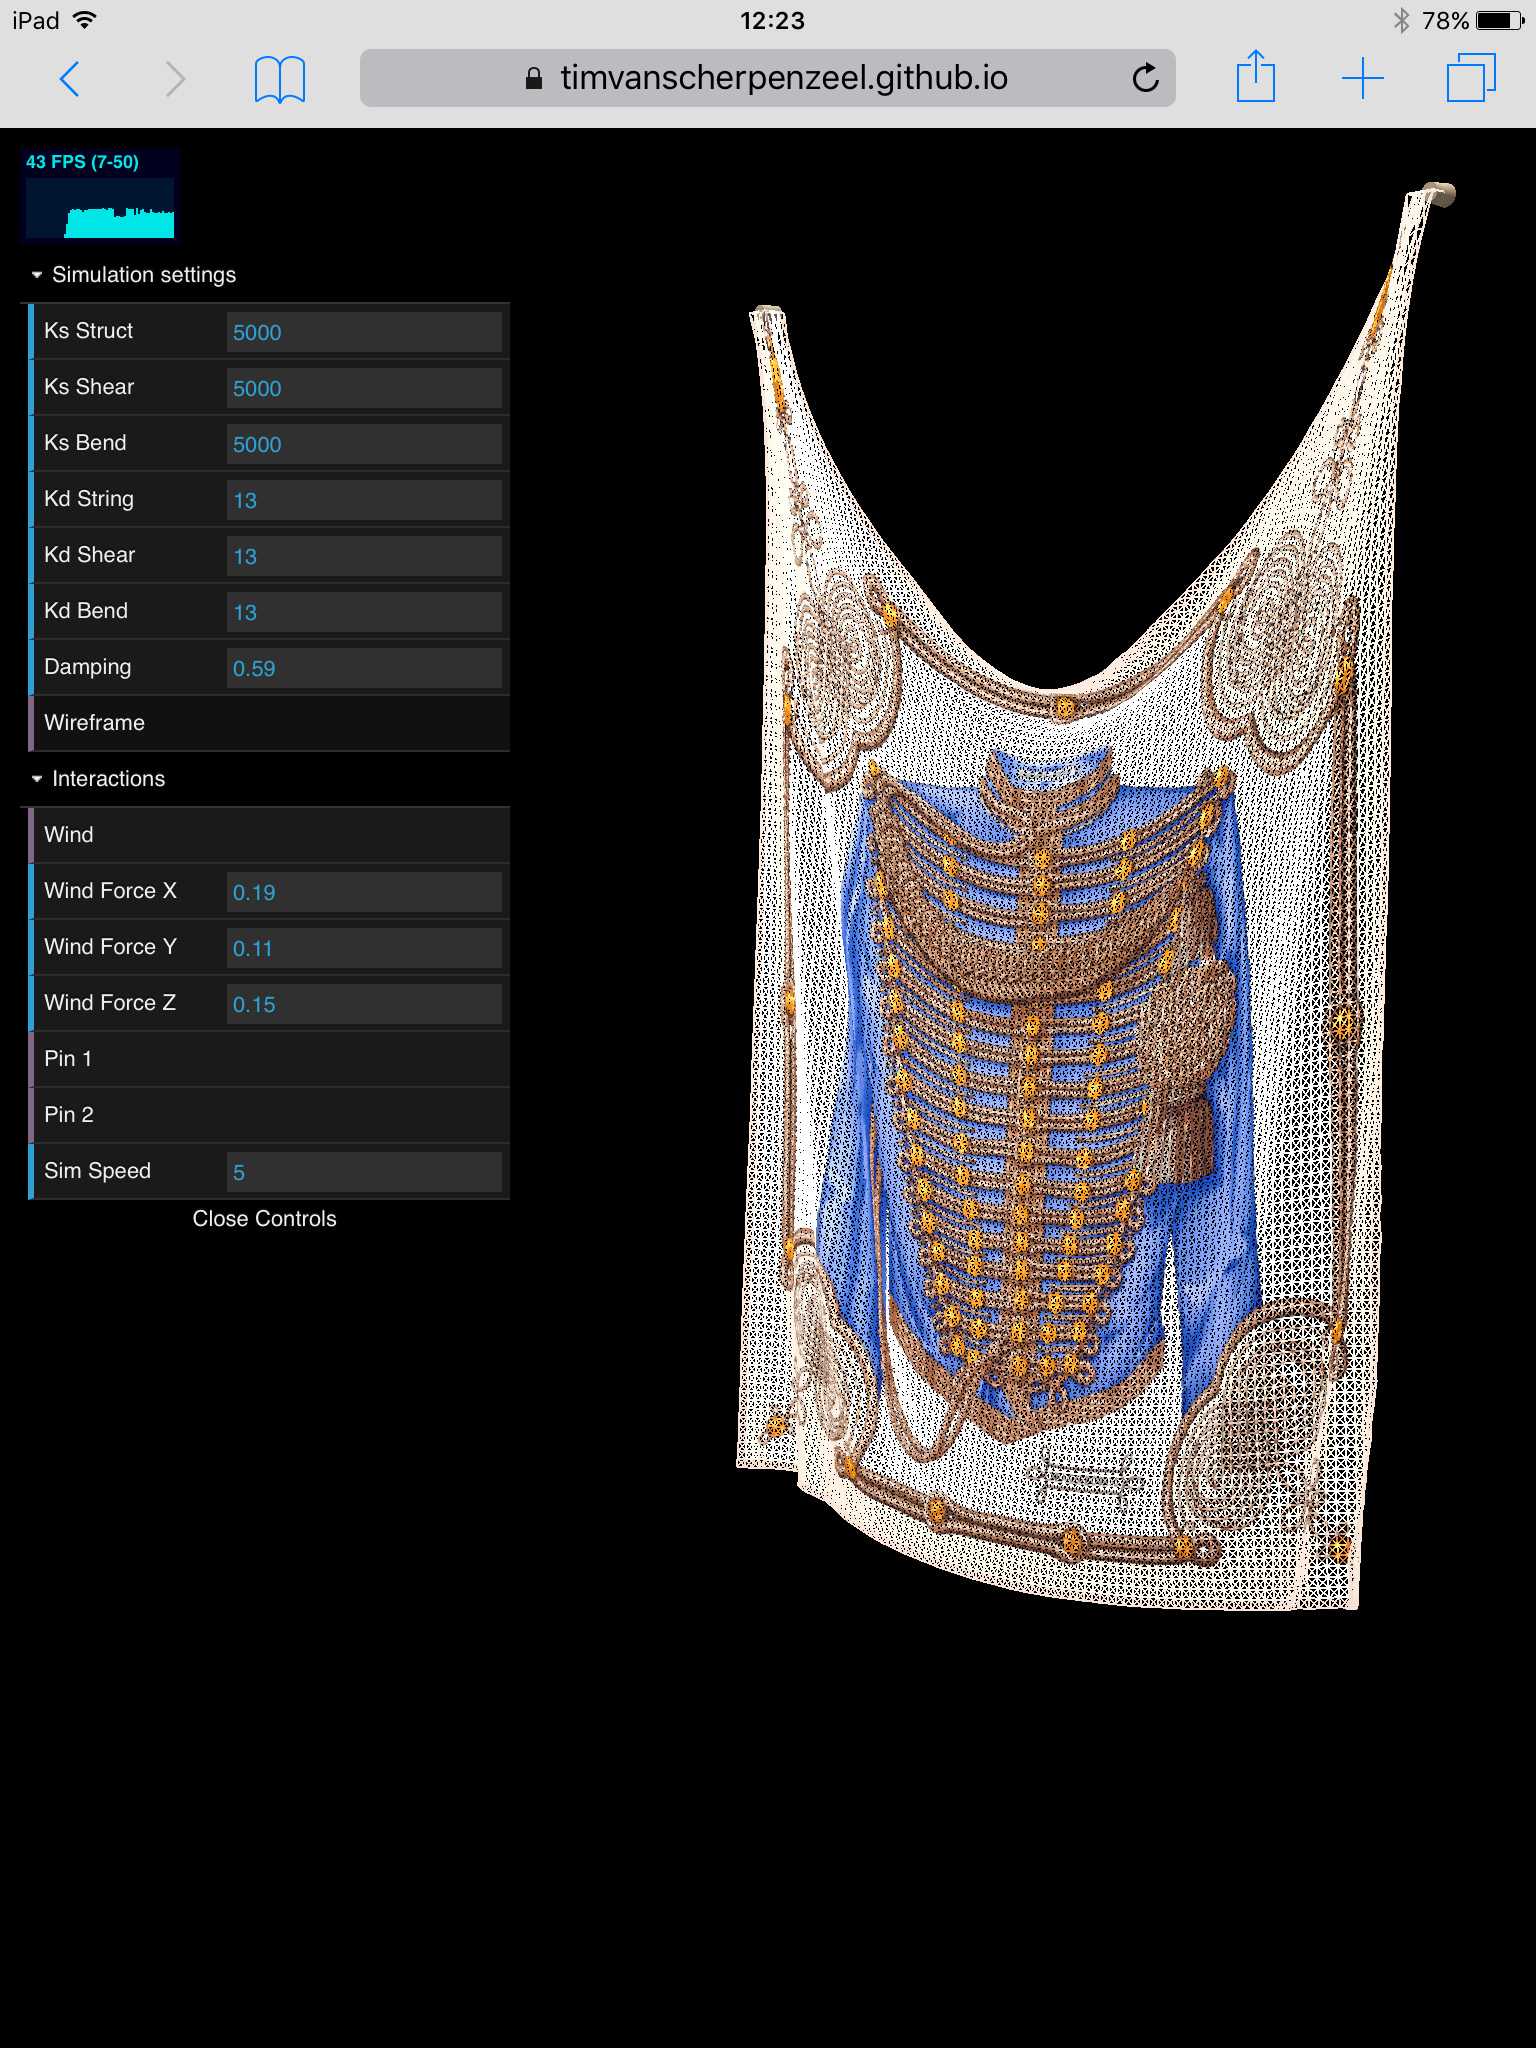 iPad
12:23
78%
timvanscherpenzeel.github.io
43 FPS (7-50)
Simulation settings
Ks Struct 5000
Ks Shear 5000
Ks Bend 5000
Kd String 13
Kd Shear 13
Kd Bend 13
Damping 0.59
Wireframe
Interactions
Wind
Wind Force X 0.19
Wind Force Y 0.11
Wind Force Z 0.15
Pin 1
Pin 2
Sim Speed 5
Close Controls